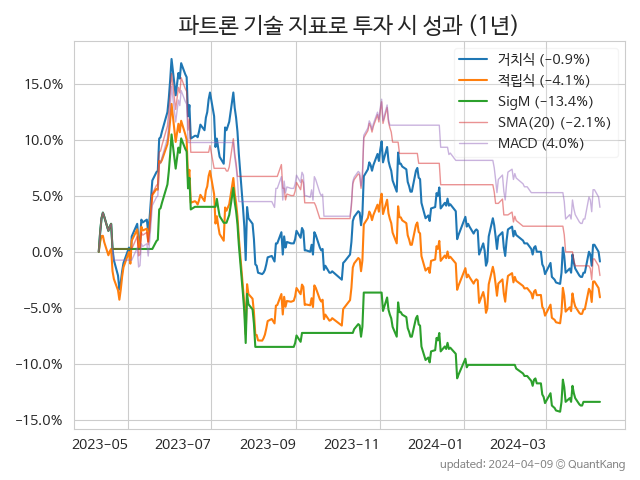 파트론 기술 지표로 투자 시 성과 (1년)
거치식 (−0.9%)
적립식 (−4.1%)
SigM (−13.4%)
SMA(20) (−2.1%)
MACD (4.0%)
15.0%
10.0%
5.0%
0.0%
−5.0%
−10.0%
−15.0%
2023-05 2023-07 2023-09 2023-11 2024-01 2024-03
updated: 2024-04-09 © QuantKang